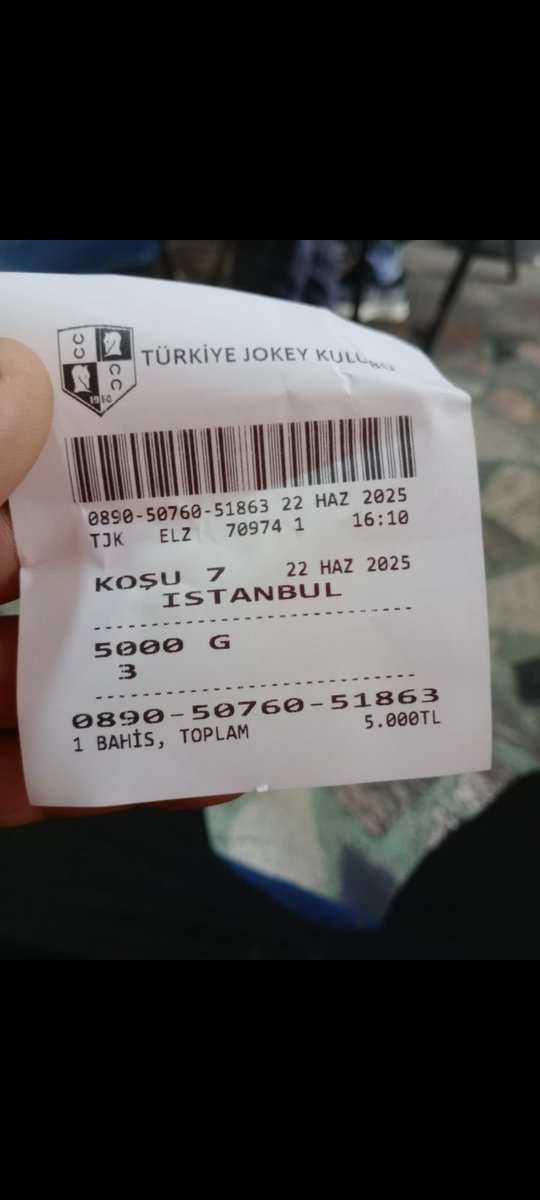 TÜRKİYE JOKEY KULÜBÜ
1950
0890-50760-51863 22 HAZ 2025
TJK ELZ 70974 1 16:10
KOŞU 7 22 HAZ 2025
ISTANBUL
5000 G
3
0890-50760-51863
1 BAHİS, TOPLAM 5.000TL